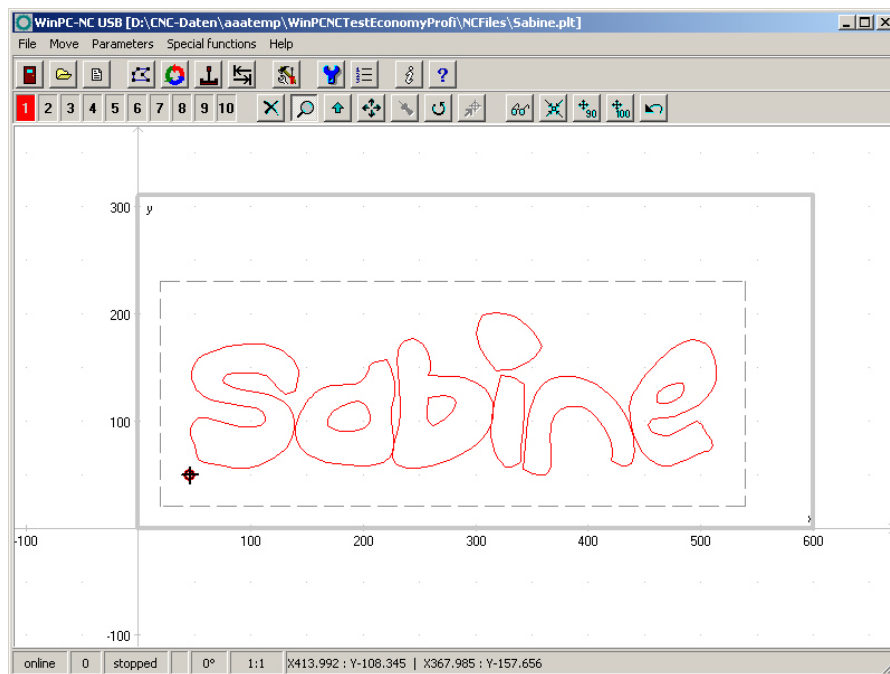 WinPC-NC USB [D:\CNC-Daten\aaatemp\WinPCNCTestEconomyProfi\NCFiles\Sabine.plt]
File Move Parameters Special functions Help
1 2 3 4 5 6 7 8 9 10 90 100
300 y
200
Sabine
100
x
-100 100 200 300 400 500 600
-100
online 0 stopped 0° 1:1 X413.992 : Y-108.345 | X367.985 : Y-157.656